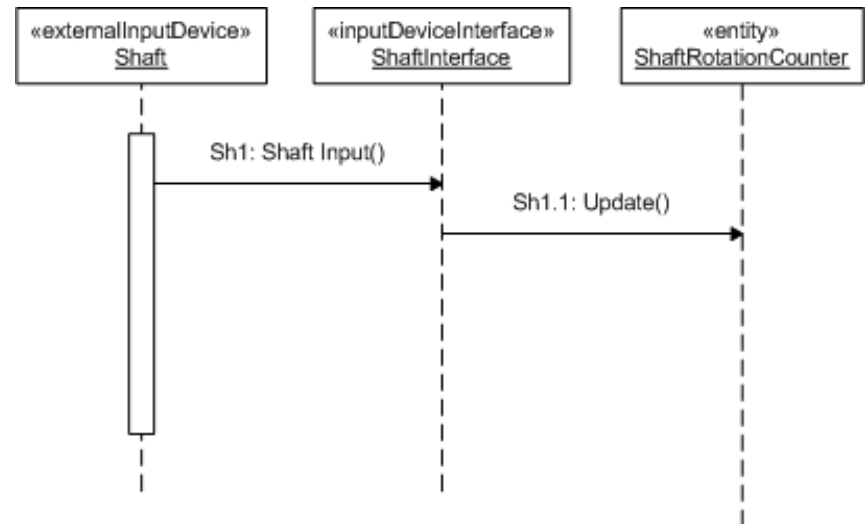 «externalInputDevice»
Shaft
«inputDeviceInterface»
ShaftInterface
«entity»
ShaftRotationCounter
Sh1: Shaft Input()
Sh1.1: Update()